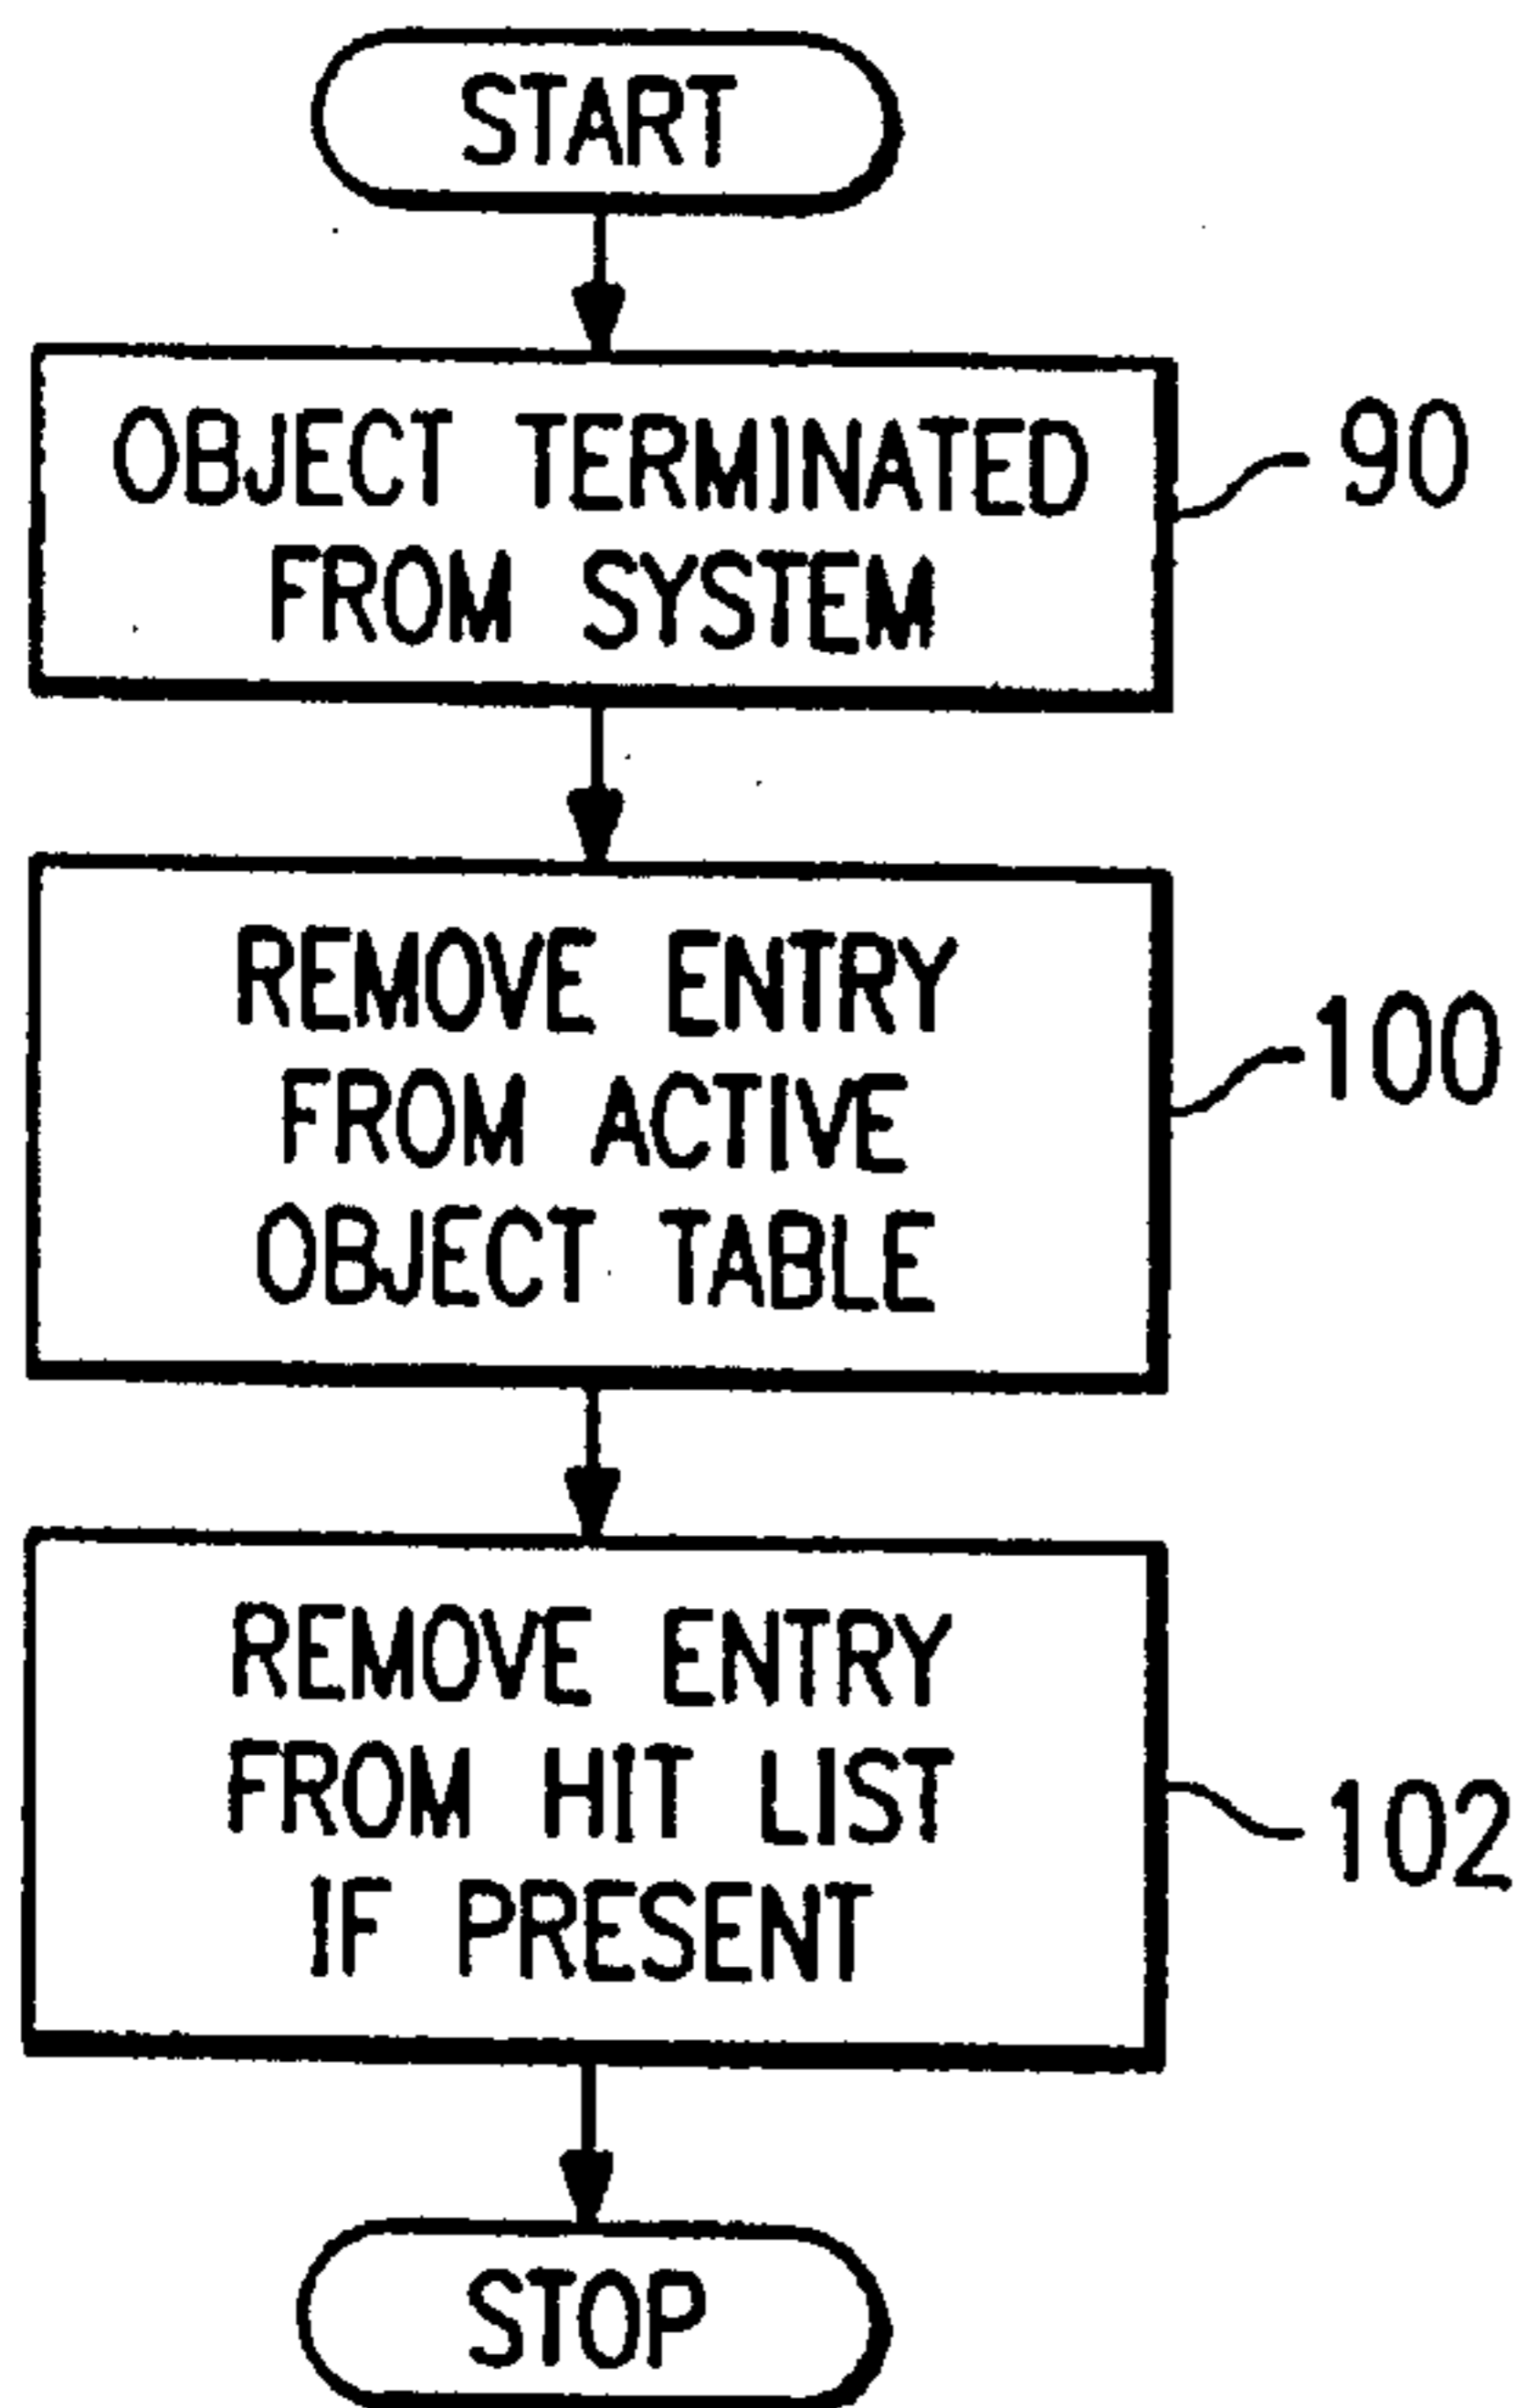 START
OBJECT TERMINATED
FROM SYSTEM
90
REMOVE ENTRY
FROM ACTIVE
OBJECT TABLE
100
REMOVE ENTRY
FROM HIT LIST
IF PRESENT
102
STOP